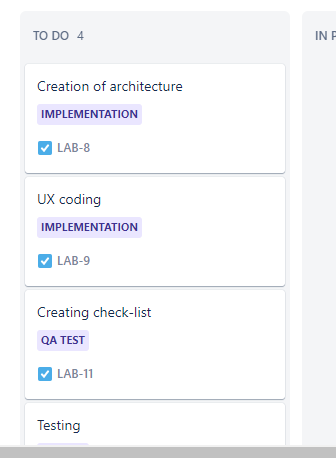 TO DO 4
IN P
Creation of architecture
IMPLEMENTATION
LAB-8
UX coding
IMPLEMENTATION
LAB-9
Creating check-list
QA TEST
LAB-11
Testing